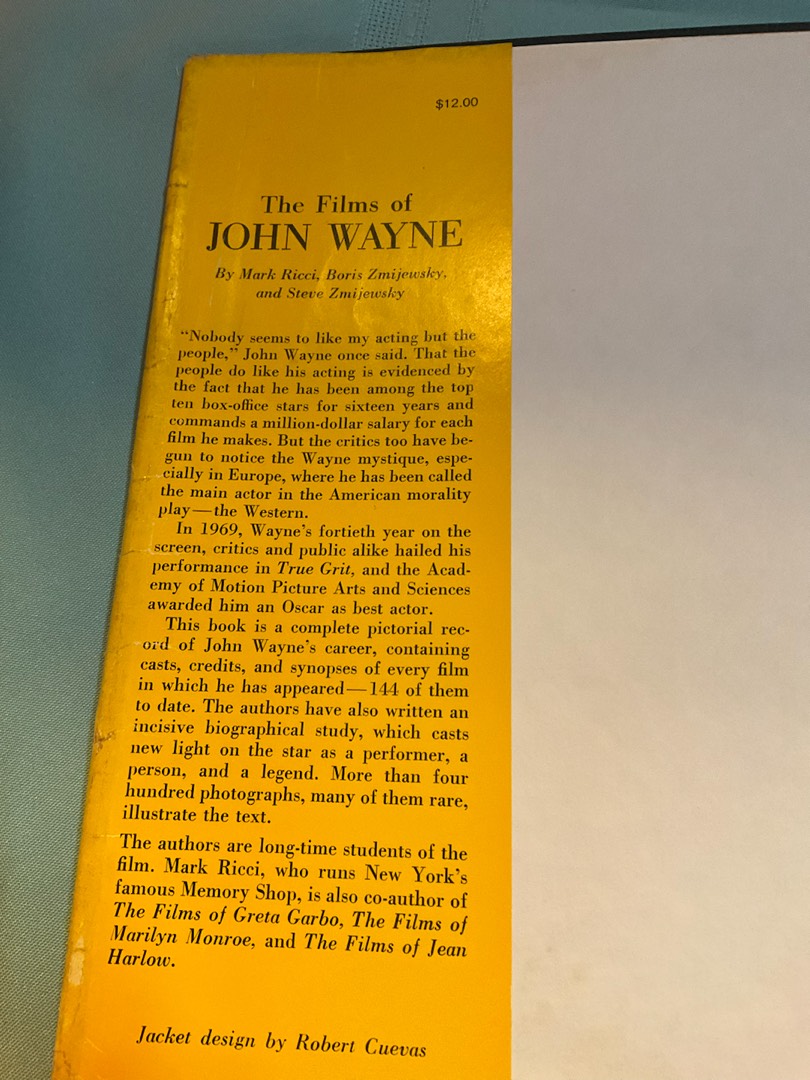 $12.00
The Films of
JOHN WAYNE
By Mark Ricci, Boris Zmijewsky,
and Steve Zmijewsky
“Nobody seems to like my acting but the
people,” John Wayne once said. That the
people do like his acting is evidenced by
the fact that he has been among the top
ten box-office stars for sixteen years and
commands a million-dollar salary for each
film he makes. But the critics too have be-
gun to notice the Wayne mystique, espe-
cially in Europe, where he has been called
the main actor in the American morality
play—the Western.
In 1969, Wayne’s fortieth year on the
screen, critics and public alike hailed his
performance in True Grit, and the Acad-
emy of Motion Picture Arts and Sciences
awarded him an Oscar as best actor.
This book is a complete pictorial rec-
ord of John Wayne’s career, containing
casts, credits, and synopses of every film
in which he has appeared—144 of them
to date. The authors have also written an
incisive biographical study, which casts
new light on the star as a performer, a
person, and a legend. More than four
hundred photographs, many of them rare,
illustrate the text.
The authors are long-time students of the
film. Mark Ricci, who runs New York’s
famous Memory Shop, is also co-author of
The Films of Greta Garbo, The Films of
Marilyn Monroe, and The Films of Jean
Harlow.
Jacket design by Robert Cuevas